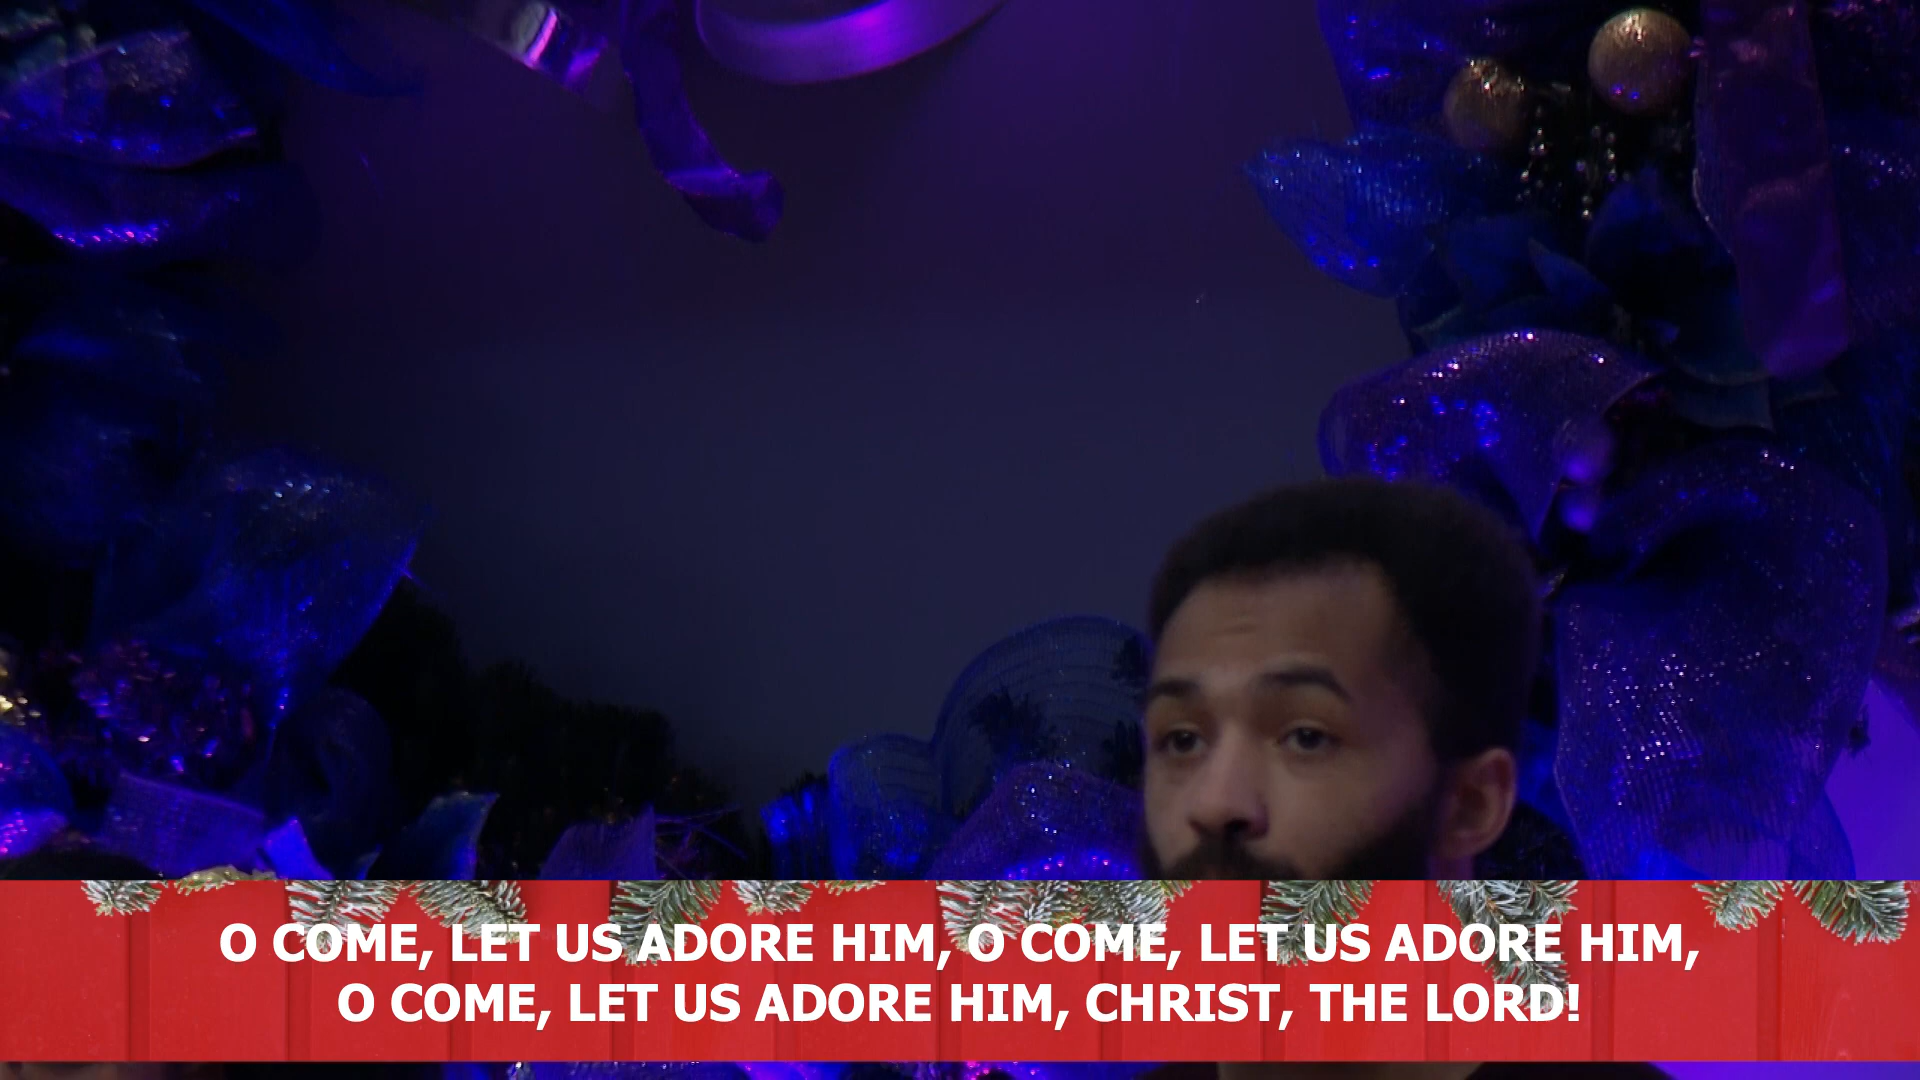 O COME, LET US ADORE HIM, O COME, LET US ADORE HIM,
O COME, LET US ADORE HIM, CHRIST, THE LORD!